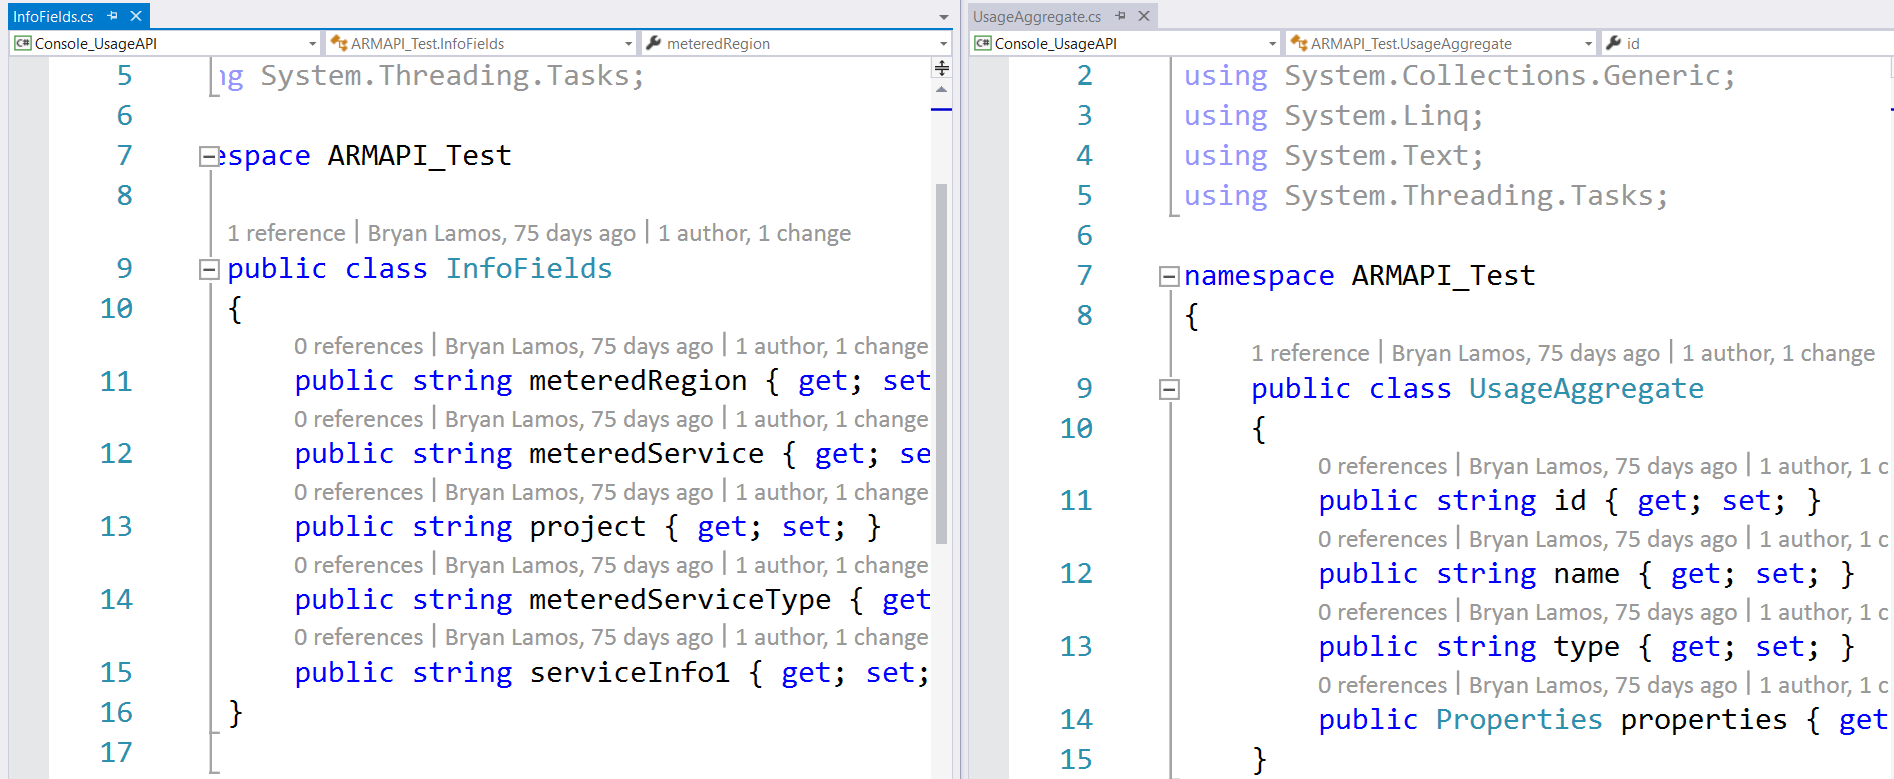 InfoFields.cs
Console_UsageAPI
ARMAPI_Test.InfoFields
meteredRegion
5 ng System.Threading.Tasks;
6
7 espace ARMAPI_Test
8
1 reference | Bryan Lamos, 75 days ago | 1 author, 1 change
9 public class InfoFields
10 {
0 references | Bryan Lamos, 75 days ago | 1 author, 1 change
11 public string meteredRegion { get; set
0 references | Bryan Lamos, 75 days ago | 1 author, 1 change
12 public string meteredService { get; se
0 references | Bryan Lamos, 75 days ago | 1 author, 1 change
13 public string project { get; set; }
0 references | Bryan Lamos, 75 days ago | 1 author, 1 change
14 public string meteredServiceType { get
0 references | Bryan Lamos, 75 days ago | 1 author, 1 change
15 public string serviceInfo1 { get; set;
16 }
17
UsageAggregate.cs
Console_UsageAPI
ARMAPI_Test.UsageAggregate
id
2 using System.Collections.Generic;
3 using System.Linq;
4 using System.Text;
5 using System.Threading.Tasks;
6
7 namespace ARMAPI_Test
8 {
1 reference | Bryan Lamos, 75 days ago | 1 author, 1 change
9 public class UsageAggregate
10 {
0 references | Bryan Lamos, 75 days ago | 1 author, 1 c
11 public string id { get; set; }
0 references | Bryan Lamos, 75 days ago | 1 author, 1 c
12 public string name { get; set; }
0 references | Bryan Lamos, 75 days ago | 1 author, 1 c
13 public string type { get; set; }
0 references | Bryan Lamos, 75 days ago | 1 author, 1 c
14 public Properties properties { get
15 }